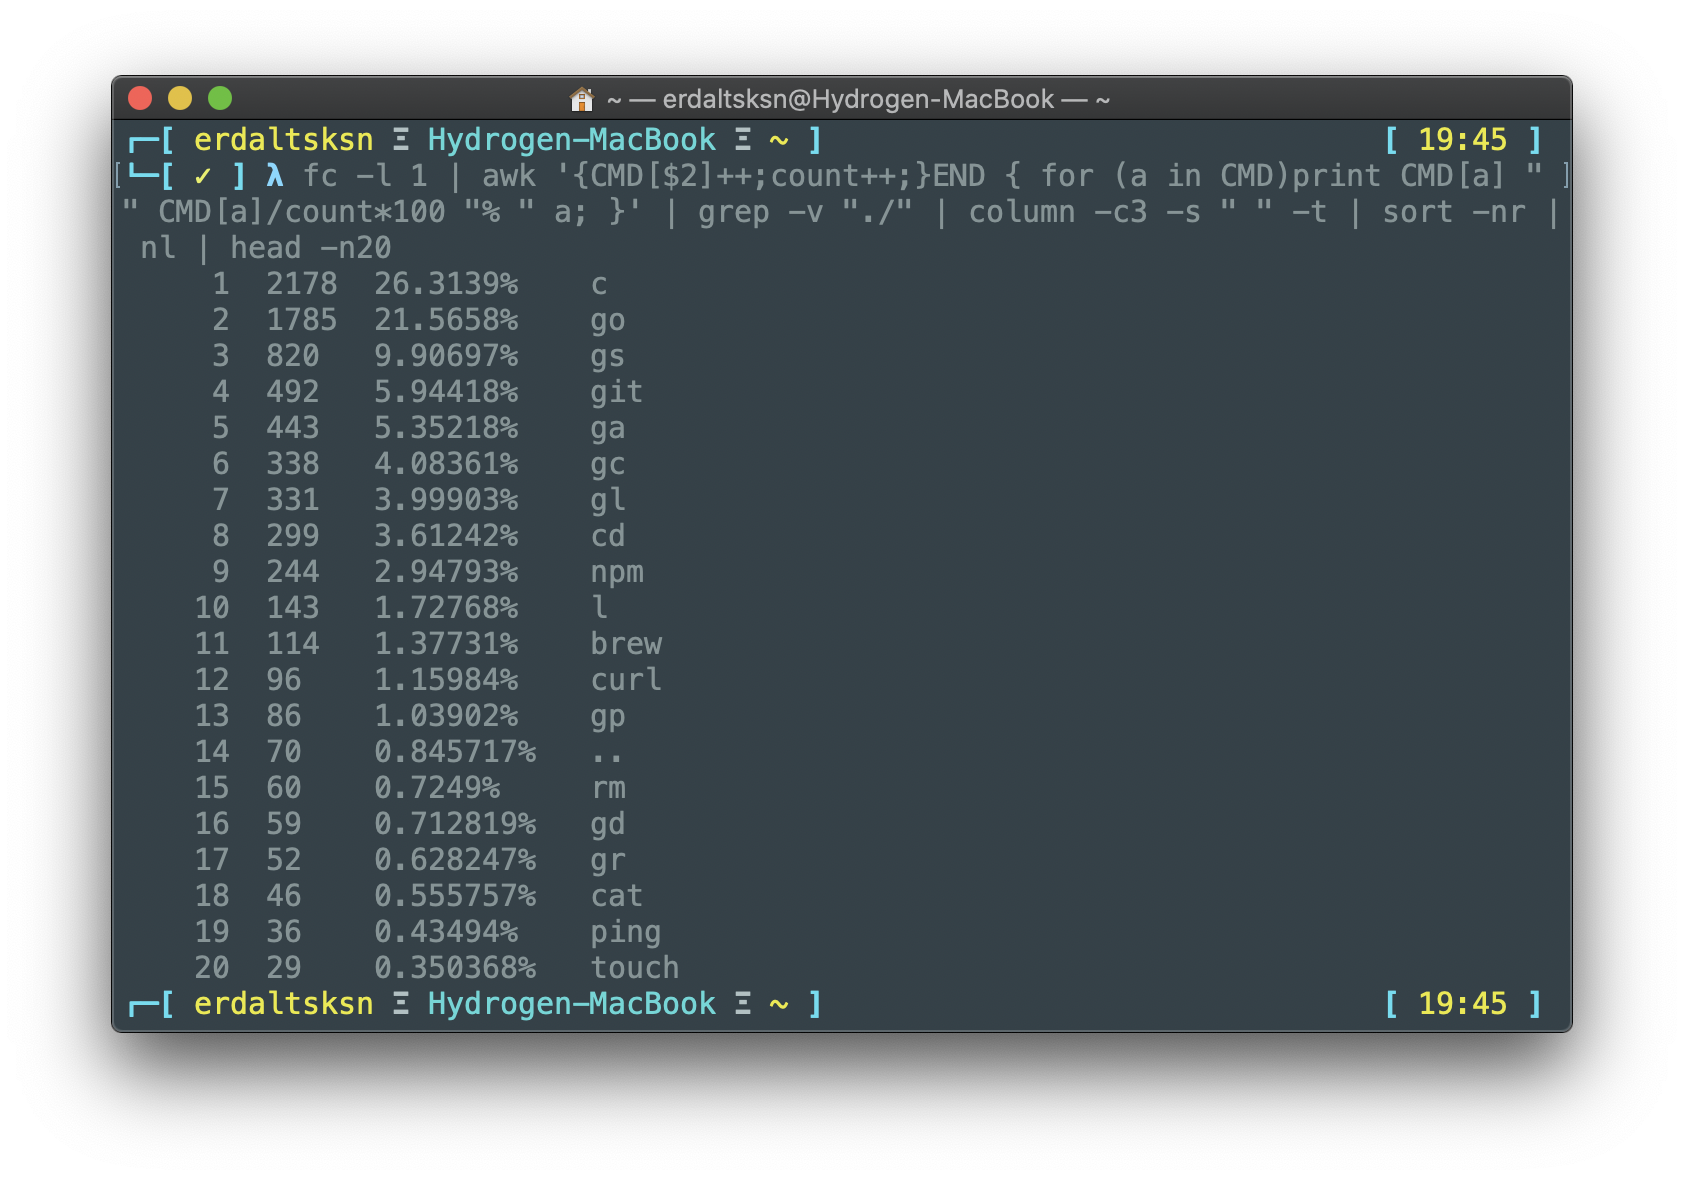 ~ — erdaltsksn@Hydrogen-MacBook — ~
┌─[ erdaltsksn Ξ Hydrogen-MacBook Ξ ~ ] [ 19:45 ]
[└─[ ✓ ] λ fc -l 1 | awk '{CMD[$2]++;count++;}END { for (a in CMD)print CMD[a] " ]
" CMD[a]/count*100 "% " a; }' | grep -v "./" | column -c3 -s " " -t | sort -nr |
nl | head -n20
1 2178 26.3139% c
2 1785 21.5658% go
3 820 9.90697% gs
4 492 5.94418% git
5 443 5.35218% ga
6 338 4.08361% gc
7 331 3.99903% gl
8 299 3.61242% cd
9 244 2.94793% npm
10 143 1.72768% l
11 114 1.37731% brew
12 96 1.15984% curl
13 86 1.03902% gp
14 70 0.845717% ..
15 60 0.7249% rm
16 59 0.712819% gd
17 52 0.628247% gr
18 46 0.555757% cat
19 36 0.43494% ping
20 29 0.350368% touch
┌─[ erdaltsksn Ξ Hydrogen-MacBook Ξ ~ ] [ 19:45 ]